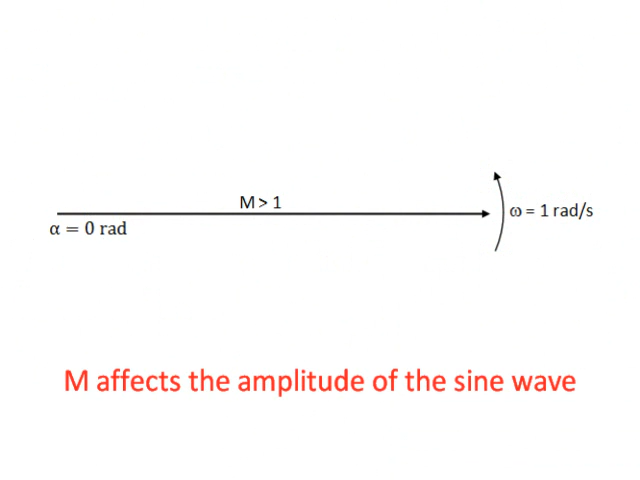 M > 1
ω = 1 rad/s
α = 0 rad
M affects the amplitude of the sine wave